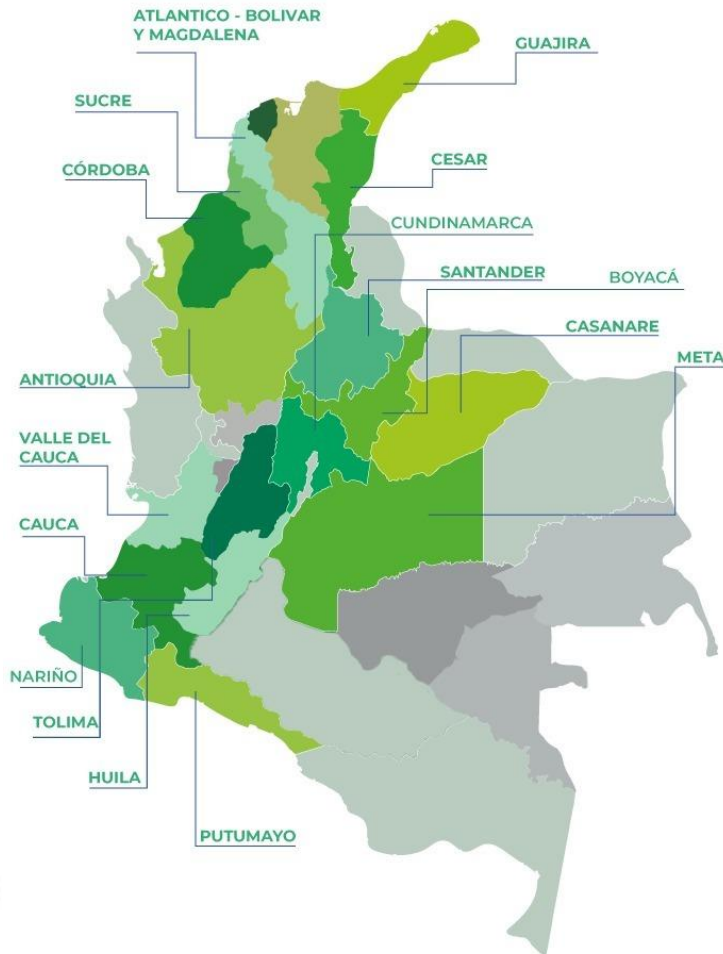 ATLANTICO - BOLIVAR
Y MAGDALENA
GUAJIRA
SUCRE
CÓRDOBA
CESAR
CUNDINAMARCA
SANTANDER
BOYACÁ
CASANARE
META
ANTIOQUIA
VALLE DEL
CAUCA
CAUCA
NARIÑO
TOLIMA
HUILA
PUTUMAYO